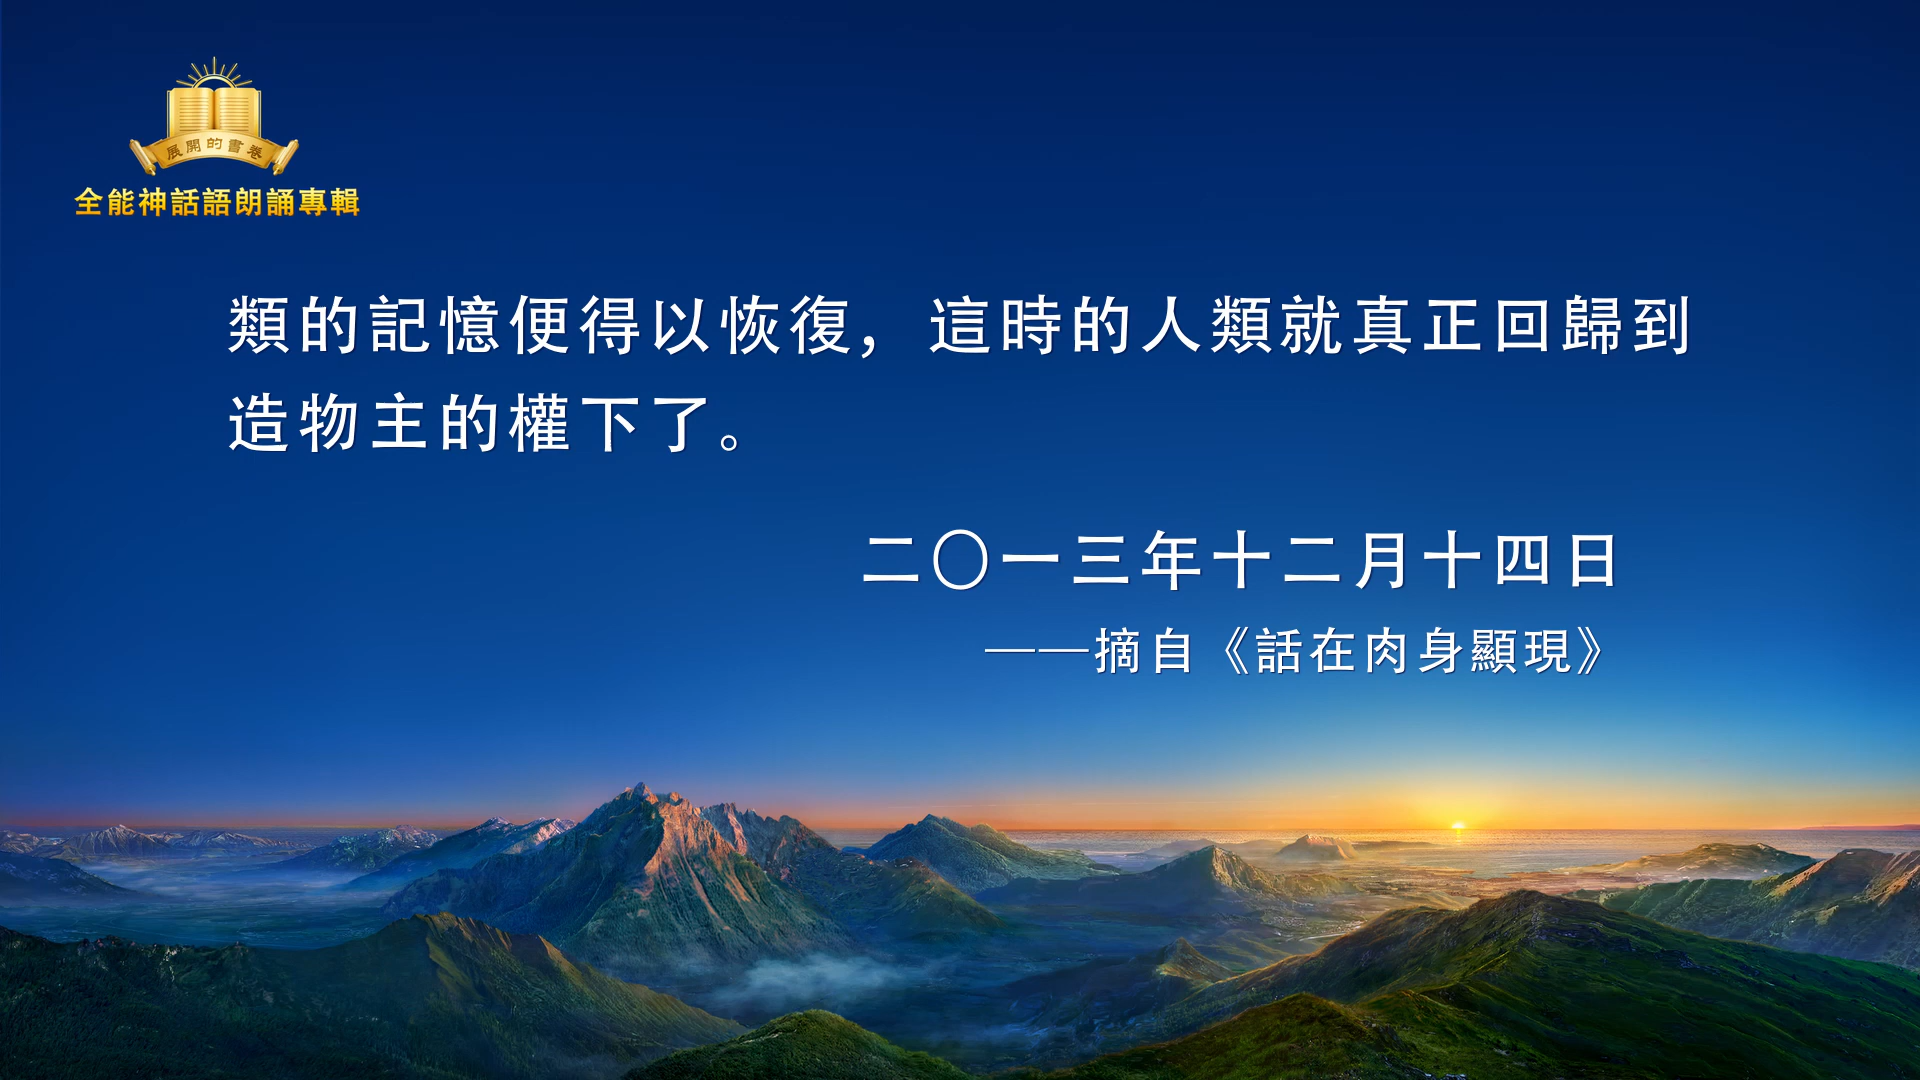 展開的書卷
全能神話語朗誦專輯
類的記憶便得以恢復，這時的人類就真正回歸到
造物主的權下了。
二〇一三年十二月十四日
——摘自《話在肉身顯現》